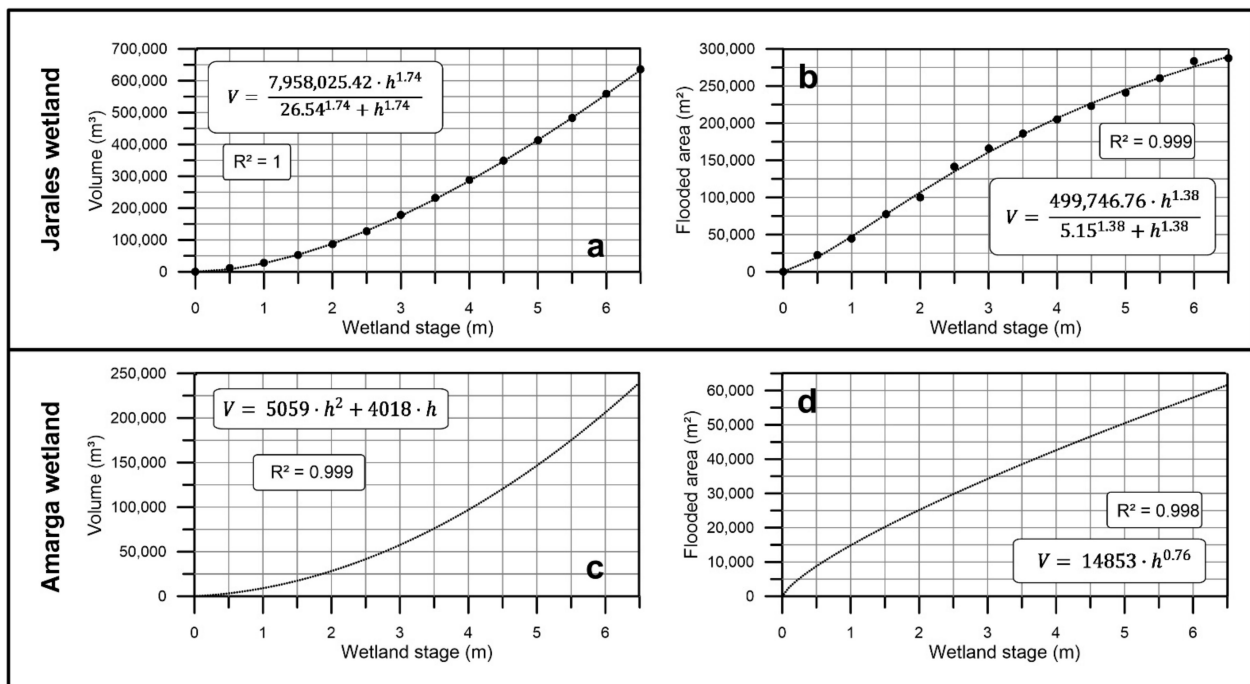 Jarales wetland
Volume (m³)
700,000
600,000
500,000
400,000
300,000
200,000
100,000
0
V = 7,958,025.42 · h^1.74 / 26.54^1.74 + h^1.74
R² = 1
a
0 1 2 3 4 5 6
Wetland stage (m)
Flooded area (m²)
300,000
250,000
200,000
150,000
100,000
50,000
0
b
R² = 0.999
V = 499,746.76 · h^1.38 / 5.15^1.38 + h^1.38
0 1 2 3 4 5 6
Wetland stage (m)
Amarga wetland
Volume (m³)
250,000
200,000
150,000
100,000
50,000
0
V = 5059 · h² + 4018 · h
R² = 0.999
c
0 1 2 3 4 5 6
Wetland stage (m)
Flooded area (m²)
60,000
50,000
40,000
30,000
20,000
10,000
0
d
R² = 0.998
V = 14853 · h^0.76
0 1 2 3 4 5 6
Wetland stage (m)